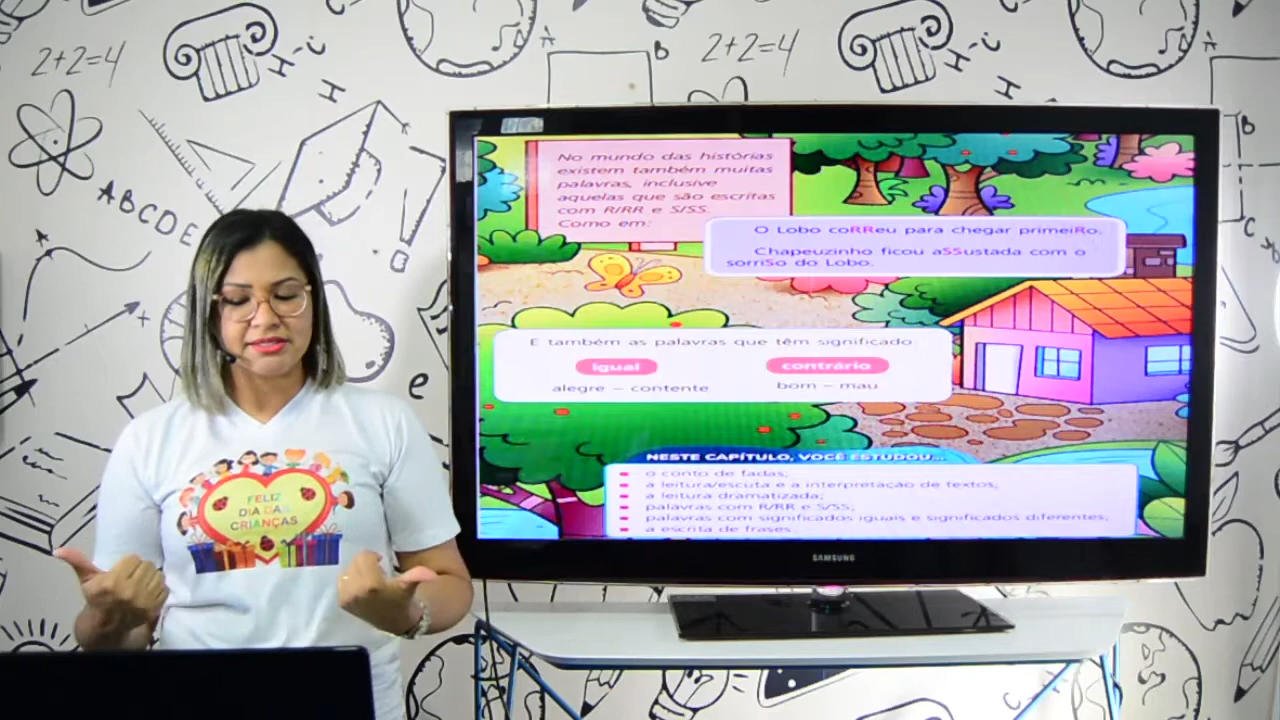 2+2=4
A
B
2+2=4
A
H-C
H
H-C
H
B
ABCDE
C
No mundo das histórias
existem também muitas
palavras, inclusive
aquelas que são escritas
com R/RR e S/SS.
Como em:
O Lobo coRReu para chegar primeiRo.
Chapeuzinho ficou aSSustada com o
sorriSo do Lobo.
E também as palavras que têm significado
igual
contrário
alegre – contente
bom – mau
NESTE CAPÍTULO, VOCÊ ESTUDOU...
• o conto de fadas;
• a leitura/escuta e a interpretação de textos;
• a leitura dramatizada;
• palavras com R/RR e S/SS;
• palavras com significados iguais e significados diferentes;
• a escrita de frases.
SAMSUNG
FELIZ
DIA DAS
CRIANÇAS
e